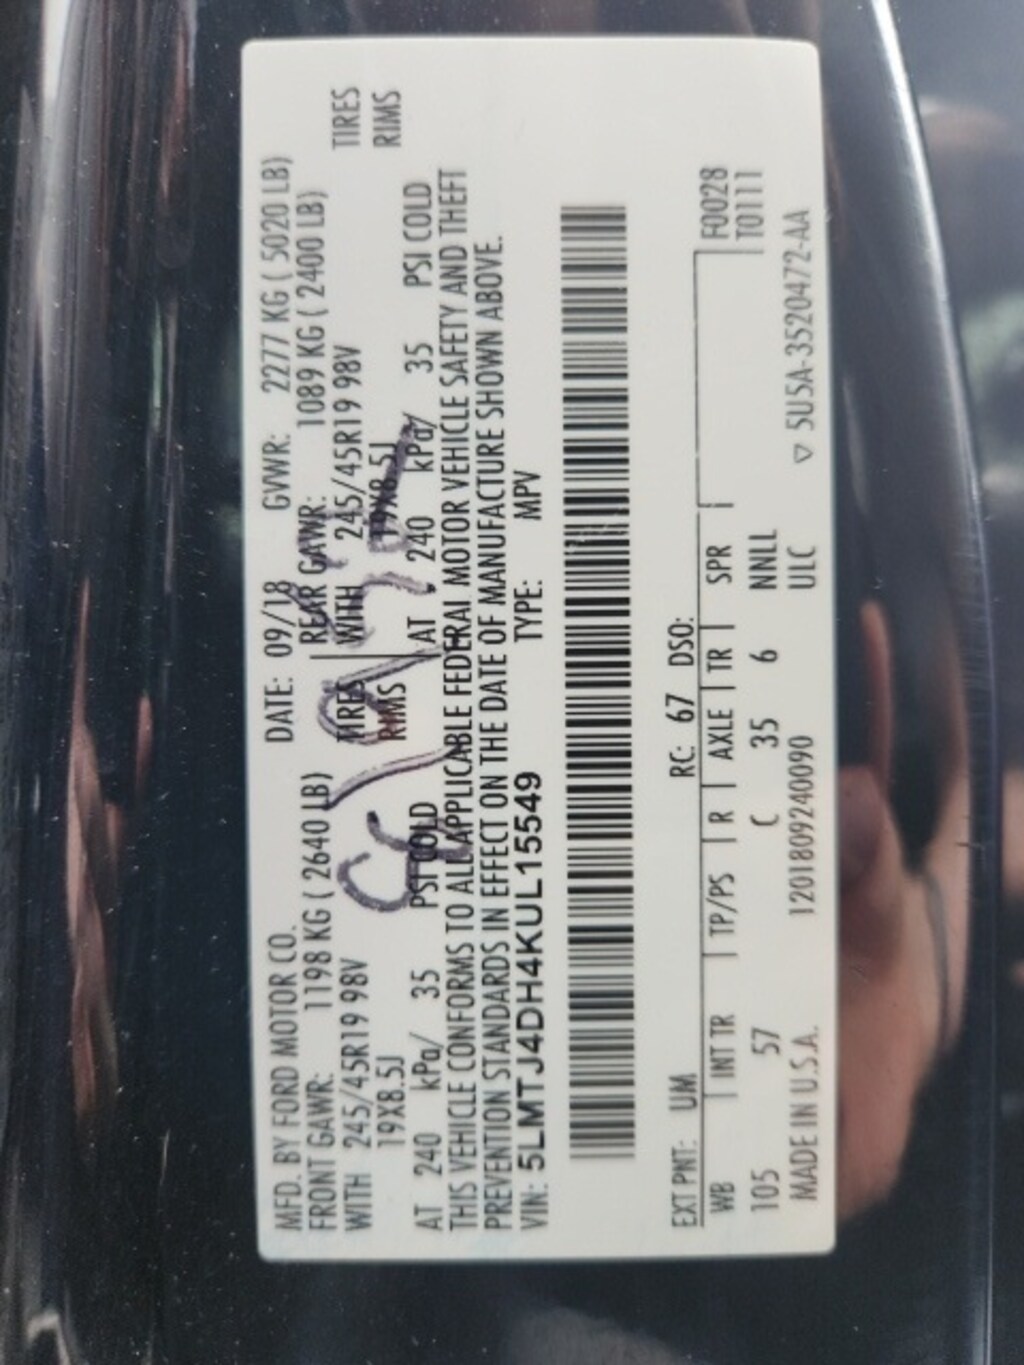 MFD. BY FORD MOTOR CO. DATE: 09/18 GVWR: 2277 KG ( 5020 LB)
FRONT GAWR: 1198 KG ( 2640 LB) REAR GAWR: 1089 KG ( 2400 LB)
WITH 245/45R19 98V TIRES WITH 245/45R19 98V TIRES
19X8.5J RIMS 19X8.5J RIMS
AT 240 kPa/ 35 PSI COLD AT 240 kPa/ 35 PSI COLD
THIS VEHICLE CONFORMS TO ALL APPLICABLE FEDERAL MOTOR VEHICLE SAFETY AND THEFT
PREVENTION STANDARDS IN EFFECT ON THE DATE OF MANUFACTURE SHOWN ABOVE.
VIN: 5LMTJ4DH4KUL15549 TYPE: MPV
EXT PNT: UM RC: 67 DSO:
WB INT TR TP/PS R AXLE TR SPR F0028
105 57 C 35 6 NNLL T0111
MADE IN U.S.A. 1201809240090 ULC ▽ 5U5A-3520472-AA